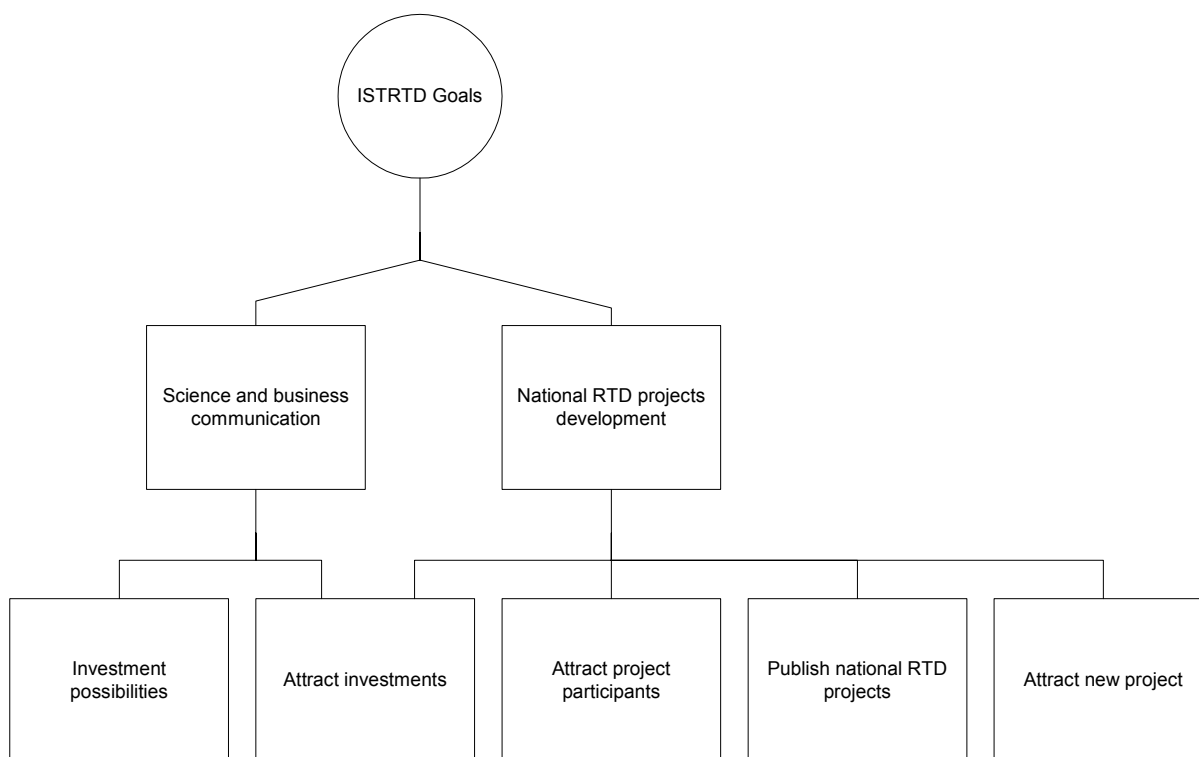 ISTRTD Goals
Science and business
communication
National RTD projects
development
Investment
possibilities
Attract investments
Attract project
participants
Publish national RTD
projects
Attract new project